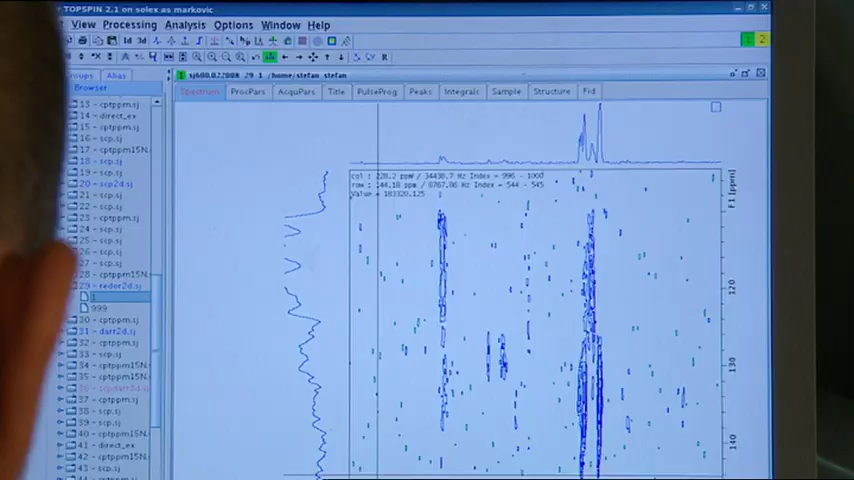 TOPSPIN 2.1 on solex as markovic
View Processing Analysis Options Window Help
1 2
sj600.022008 29 1 /home/stefan stefan
Groups Alias
Browser
Spectrum ProcPars AcquPars Title PulseProg Peaks Integrals Sample Structure Fid
13 - cptppm.sj
14 - direct_ex
15 - cptppm.sj
16 - scp.sj
17 - cptppm15N.
18 - scp.sj
19 - scp.sj
20 - scp2d.sj
21 - scp.sj
22 - scp.sj
23 - cptppm.sj
24 - scp.sj
25 - scp.sj
26 - scp.sj
27 - scp.sj
28 - cptppm15N.
29 - redor2d.sj
1
999
30 - cptppm.sj
31 - darr2d.sj
32 - cptppm.sj
33 - scp.sj
34 - cptppm15N.
35 - cptppm15N.
37 - cptppm.sj
38 - scp.sj
39 - scp.sj
40 - cptppm15N.
41 - direct_ex
42 - cptppm15N.
43 - scp.sj
col : 228.2 ppm / 34438.7 Hz Index = 996 - 1000
row : 144.18 ppm / 8767.86 Hz Index = 544 - 545
Value = 183320.125
F1 [ppm]
120
130
140